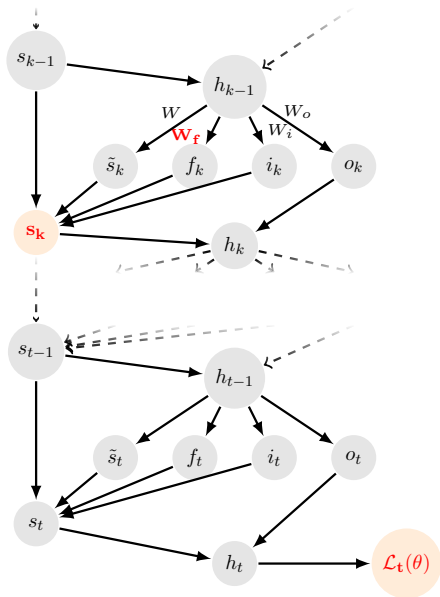 s_{k−1}
h_{k−1}
W W_o
W_f W_i
s̃_k f_k i_k o_k
s_k
h_k
s_{t−1}
h_{t−1}
s̃_t f_t i_t o_t
s_t
h_t ℒ_t(θ)